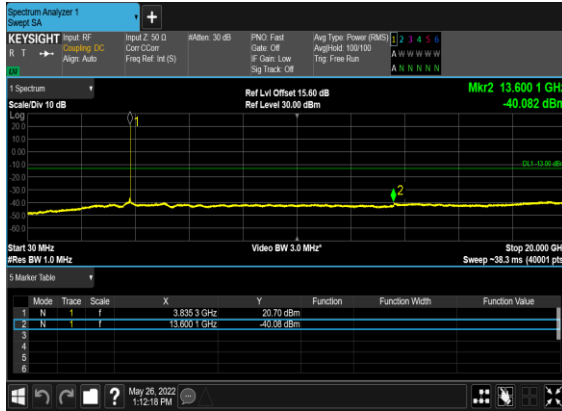 Spectrum Analyzer 1
Swept SA
+
KEYSIGHT Input: RF Input Z: 50 Ω #Atten: 30 dB PNO: Fast Avg Type: Power (RMS) 1 2 3 4 5 6
R T Coupling: DC Corr CCorr Gate: Off Avg|Hold: 100/100 A W W W W W
Align: Auto Freq Ref: Int (S) IF Gain: Low Trig: Free Run
Sig Track: Off A N N N N N
LU
1 Spectrum Ref Lvl Offset 15.60 dB Mkr2 13.600 1 GHz
Scale/Div 10 dB Ref Level 30.00 dBm -40.082 dBm
Log
1
20.0
10.0
0.00
-10.0 DL1 -13.00 dBm
-20.0
-30.0
2
-40.0
-50.0
-60.0
Start 30 MHz Video BW 3.0 MHz* Stop 20.000 GHz
#Res BW 1.0 MHz Sweep ~38.3 ms (40001 pts)
5 Marker Table
Mode Trace Scale X Y Function Function Width Function Value
1 N 1 f 3.835 3 GHz 20.70 dBm
2 N 1 f 13.600 1 GHz -40.08 dBm
3
4
5
6
? May 26, 2022
1:12:18 PM